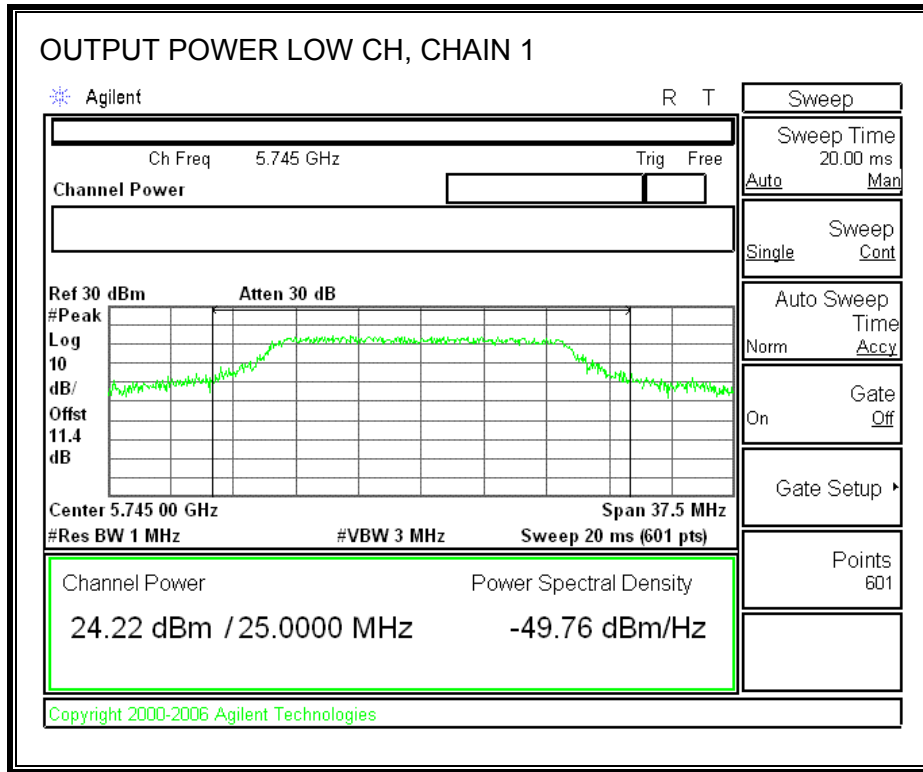 OUTPUT POWER LOW CH, CHAIN 1
Agilent R T
Ch Freq 5.745 GHz Trig Free
Channel Power
Ref 30 dBm Atten 30 dB
#Peak
Log
10
dB/
Offst
11.4
dB
Center 5.745 00 GHz Span 37.5 MHz
#Res BW 1 MHz #VBW 3 MHz Sweep 20 ms (601 pts)
Channel Power Power Spectral Density
24.22 dBm / 25.0000 MHz -49.76 dBm/Hz
Copyright 2000-2006 Agilent Technologies
Sweep
Sweep Time
20.00 ms
Auto Man
Sweep
Single Cont
Auto Sweep
Time
Norm Accy
Gate
On Off
Gate Setup
Points
601